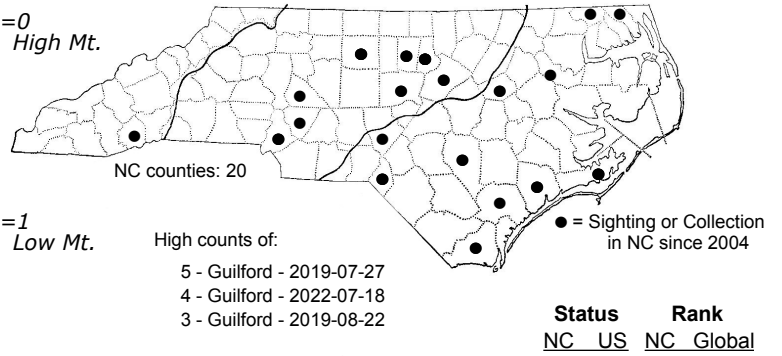 =0
High Mt.
NC counties: 20
=1
Low Mt.
High counts of:
5 - Guilford - 2019-07-27
4 - Guilford - 2022-07-18
3 - Guilford - 2019-08-22
● = Sighting or Collection
in NC since 2004
Status Rank
NC US NC Global